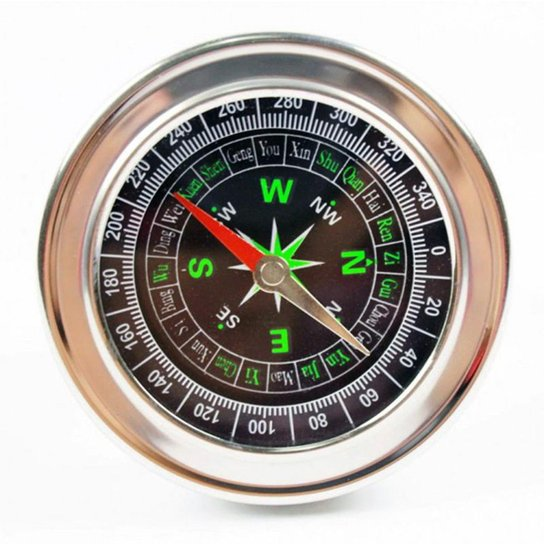 0
20
40
60
80
100
120
140
160
180
200
220
240
260
280
300
320
340
Zi
Gui
Chou
Yin
Jia
Mao
Yi
Chen
Xun
Si
Bing
Wu
Ding
Wei
Kuen
Shen
Geng
You
Xin
Shu
Qian
Hai
Ren
N
E
SE
S
W
NW